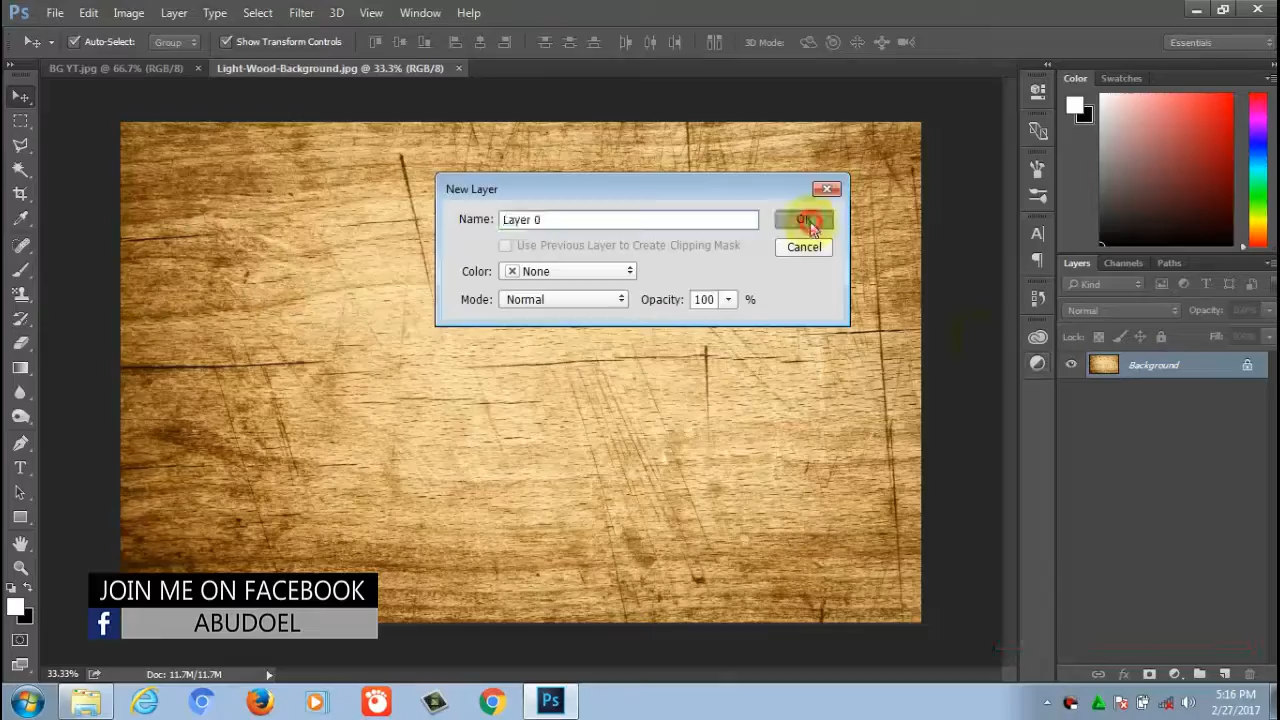 Ps File Edit Image Layer Type Select Filter 3D View Window Help
Auto-Select: Group Show Transform Controls 3D Mode: Essentials
BG YT.jpg @ 66.7% (RGB/8) × Light-Wood-Background.jpg @ 33.3% (RGB/8) ×
Color Swatches
New Layer
Name: Layer 0
Cancel
Use Previous Layer to Create Clipping Mask
Color: None
Mode: Normal Opacity: 100 %
Layers Channels Paths
Kind
Normal Opacity: 100%
Lock: Fill: 100%
Background
JOIN ME ON FACEBOOK
f ABUDOEL
33.33% Doc: 11.7M/11.7M
Ps
5:16 PM
2/27/2017